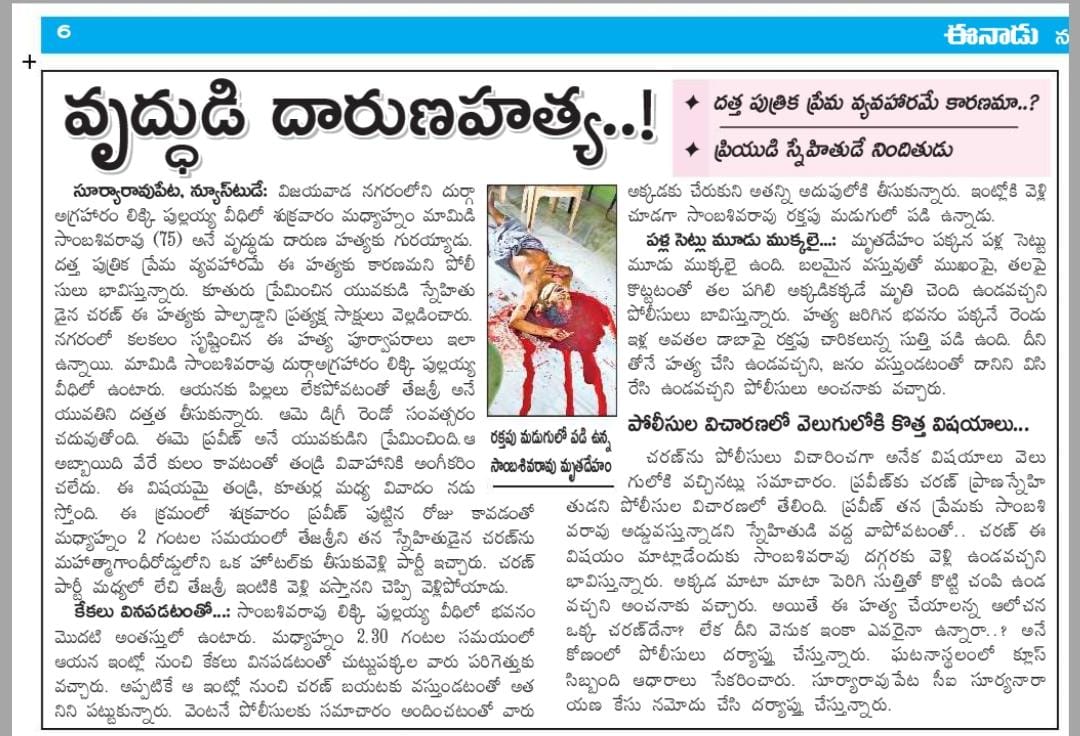 6
ఈనాడు
వృద్ధుడి దారుణహత్య..!
✦ దత్త పుత్రిక ప్రేమ వ్యవహారమే కారణమా..?
✦ ప్రియుడి స్నేహితుడే నిందితుడు
సూర్యారావుపేట, న్యూస్‌టుడే: విజయవాడ నగరంలోని దుర్గా
అగ్రహారం లిక్కి పుల్లయ్య వీధిలో శుక్రవారం మధ్యాహ్నం మామిడి
సాంబశివరావు (75) అనే వృద్ధుడు దారుణ హత్యకు గురయ్యాడు.
దత్త పుత్రిక ప్రేమ వ్యవహారమే ఈ హత్యకు కారణమని పోలీ
సులు భావిస్తున్నారు. కూతురు ప్రేమించిన యువకుడి స్నేహితు
డైన చరణ్ ఈ హత్యకు పాల్పడ్డాని ప్రత్యక్ష సాక్షులు వెల్లడించారు.
నగరంలో కలకలం సృష్టించిన ఈ హత్య పూర్వాపరాలు ఇలా
ఉన్నాయి. మామిడి సాంబశివరావు దుర్గాఅగ్రహారం లిక్కి పుల్లయ్య
వీధిలో ఉంటారు. ఆయనకు పిల్లలు లేకపోవటంతో తేజశ్రీ అనే
యువతిని దత్తత తీసుకున్నారు. ఆమె డిగ్రీ రెండో సంవత్సరం
చదువుతోంది. ఈమె ప్రవీణ్ అనే యువకుడిని ప్రేమించింది.ఆ
అబ్బాయిది వేరే కులం కావటంతో తండ్రి వివాహానికి అంగీకరిం
చలేదు. ఈ విషయమై తండ్రి, కూతుర్ల మధ్య వివాదం నడు
స్తోంది. ఈ క్రమంలో శుక్రవారం ప్రవీణ్ పుట్టిన రోజు కావడంతో
మధ్యాహ్నం 2 గంటల సమయంలో తేజశ్రీని తన స్నేహితుడైన చరణ్‌ను
మహాత్మాగాంధీరోడ్డులోని ఒక హోటల్‌కు తీసుకువెళ్లి పార్టీ ఇచ్చారు. చరణ్
పార్టీ మధ్యలో లేచి తేజశ్రీ ఇంటికి వెళ్లి వస్తానని చెప్పి వెళ్లిపోయాడు.
కేకలు వినపడటంతో...: సాంబశివరావు లిక్కి పుల్లయ్య వీధిలో భవనం
మొదటి అంతస్తులో ఉంటారు. మధ్యాహ్నం 2.30 గంటల సమయంలో
ఆయన ఇంట్లో నుంచి కేకలు వినపడటంతో చుట్టుపక్కల వారు పరిగెత్తుకు
వచ్చారు. అప్పటికే ఆ ఇంట్లో నుంచి చరణ్ బయటకు వస్తుండటంతో అత
నిని పట్టుకున్నారు. వెంటనే పోలీసులకు సమాచారం అందించటంతో వారు
రక్తపు మడుగులో పడి ఉన్న
సాంబశివరావు మృతదేహం
అక్కడకు చేరుకుని అతన్ని అదుపులోకి తీసుకున్నారు. ఇంట్లోకి వెళ్లి
చూడగా సాంబశివరావు రక్తపు మడుగులో పడి ఉన్నాడు.
పళ్ల సెట్లు మూడు ముక్కలై...: మృతదేహం పక్కన పళ్ల సెట్టు
మూడు ముక్కలై ఉంది. బలమైన వస్తువుతో ముఖంపై, తలపై
కొట్టటంతో తల పగిలి అక్కడికక్కడే మృతి చెంది ఉండవచ్చని
పోలీసులు బావిస్తున్నారు. హత్య జరిగిన భవనం పక్కనే రెండు
ఇళ్ల అవతల డాబాపై రక్తపు చారికలున్న సుత్తి పడి ఉంది. దీని
తోనే హత్య చేసి ఉండవచ్చని, జనం వస్తుండటంతో దానిని విసి
రేసి ఉండవచ్చని పోలీసులు అంచనాకు వచ్చారు.
పోలీసుల విచారణలో వెలుగులోకి కొత్త విషయాలు...
చరణ్‌ను పోలీసులు విచారించగా అనేక విషయాలు వెలు
గులోకి వచ్చినట్లు సమాచారం. ప్రవీణ్‌కు చరణ్ ప్రాణస్నేహి
తుడని పోలీసుల విచారణలో తేలింది. ప్రవీణ్ తన ప్రేమకు సాంబశి
వరావు అడ్డువస్తున్నాడని స్నేహితుడి వద్ద వాపోవటంతో.. చరణ్ ఈ
విషయం మాట్లాడేందుకు సాంబశివరావు దగ్గరకు వెళ్లి ఉండవచ్చని
భావిస్తున్నారు. అక్కడ మాటా మాటా పెరిగి సుత్తితో కొట్టి చంపి ఉండ
వచ్చని అంచనాకు వచ్చారు. అయితే ఈ హత్య చేయాలన్న ఆలోచన
ఒక్క చరణ్‌దేనా? లేక దీని వెనుక ఇంకా ఎవరైనా ఉన్నారా..? అనే
కోణంలో పోలీసులు దర్యాప్తు చేస్తున్నారు. ఘటనాస్థలంలో క్లూస్
సిబ్బంది ఆధారాలు సేకరించారు. సూర్యారావుపేట సీఐ సూర్యనారా
యణ కేసు నమోదు చేసి దర్యాప్తు చేస్తున్నారు.